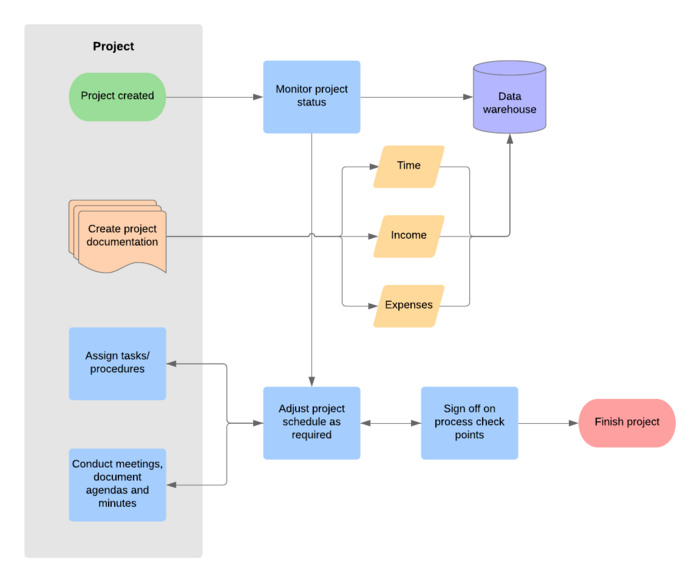 Project
Project created
Monitor project
status
Data
warehouse
Time
Create project
documentation
Income
Expenses
Assign tasks/
procedures
Adjust project
schedule as
required
Sign off on
process check
points
Finish project
Conduct meetings,
document
agendas and
minutes